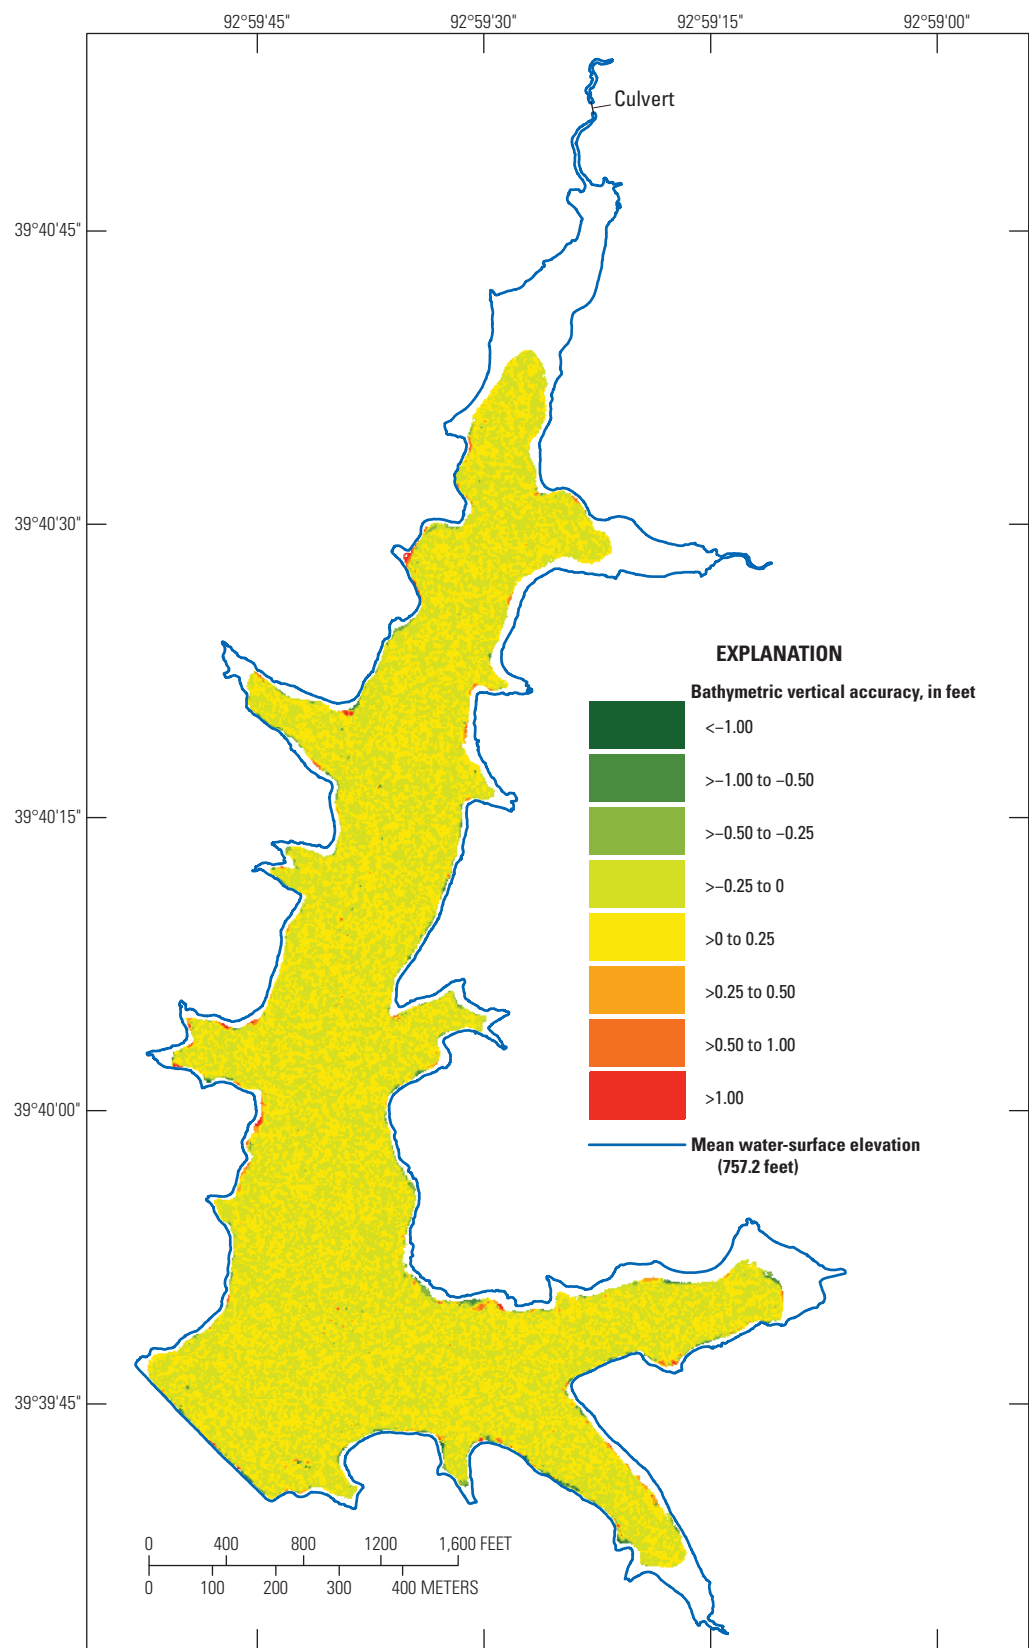 92°59'45"
92°59'30"
92°59'15"
92°59'00"
Culvert
39°40'45"
39°40'30"
39°40'15"
39°40'00"
39°39'45"
EXPLANATION
Bathymetric vertical accuracy, in feet
<–1.00
>–1.00 to –0.50
>–0.50 to –0.25
>–0.25 to 0
>0 to 0.25
>0.25 to 0.50
>0.50 to 1.00
>1.00
Mean water-surface elevation
(757.2 feet)
0 400 800 1200 1,600 FEET
0 100 200 300 400 METERS